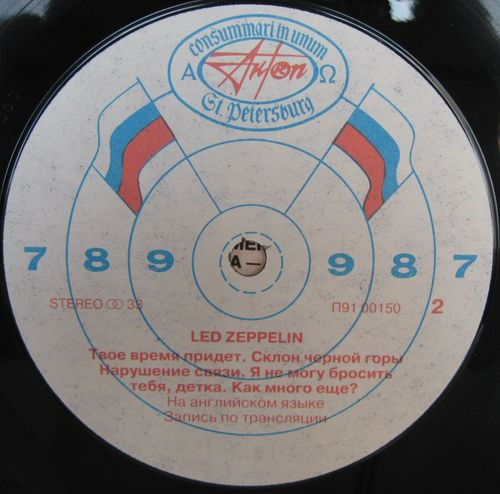 consummari in unum
Α Антоп Ω
St. Petersburg
7 8 9 9 8 7
STEREO 33
П91 00150 2
LED ZEPPELIN
Твое время придет. Склон черной горы
Нарушение связи. Я не могу бросить
тебя, детка. Как много еще?
На английском языке
Запись по трансляции